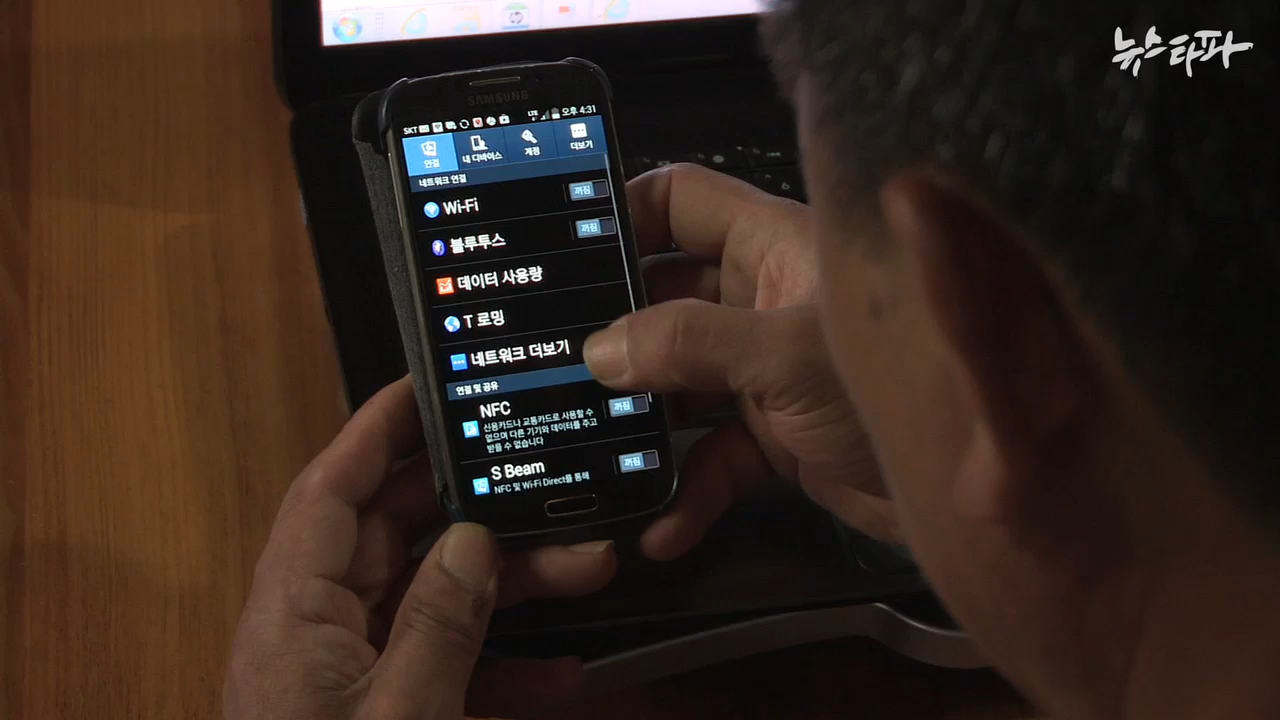 뉴스타파
SAMSUNG
SKT LTE 오후 4:31
연결 내 디바이스 계정 더보기
네트워크 연결
Wi-Fi 꺼짐
블루투스 꺼짐
데이터 사용량
T 로밍
네트워크 더보기
연결 및 공유
NFC 꺼짐
신용카드나 교통카드로 사용할 수
없으며 다른 기기와 데이터를 주고
받을 수 없습니다
S Beam 꺼짐
NFC 및 Wi-Fi Direct를 통해